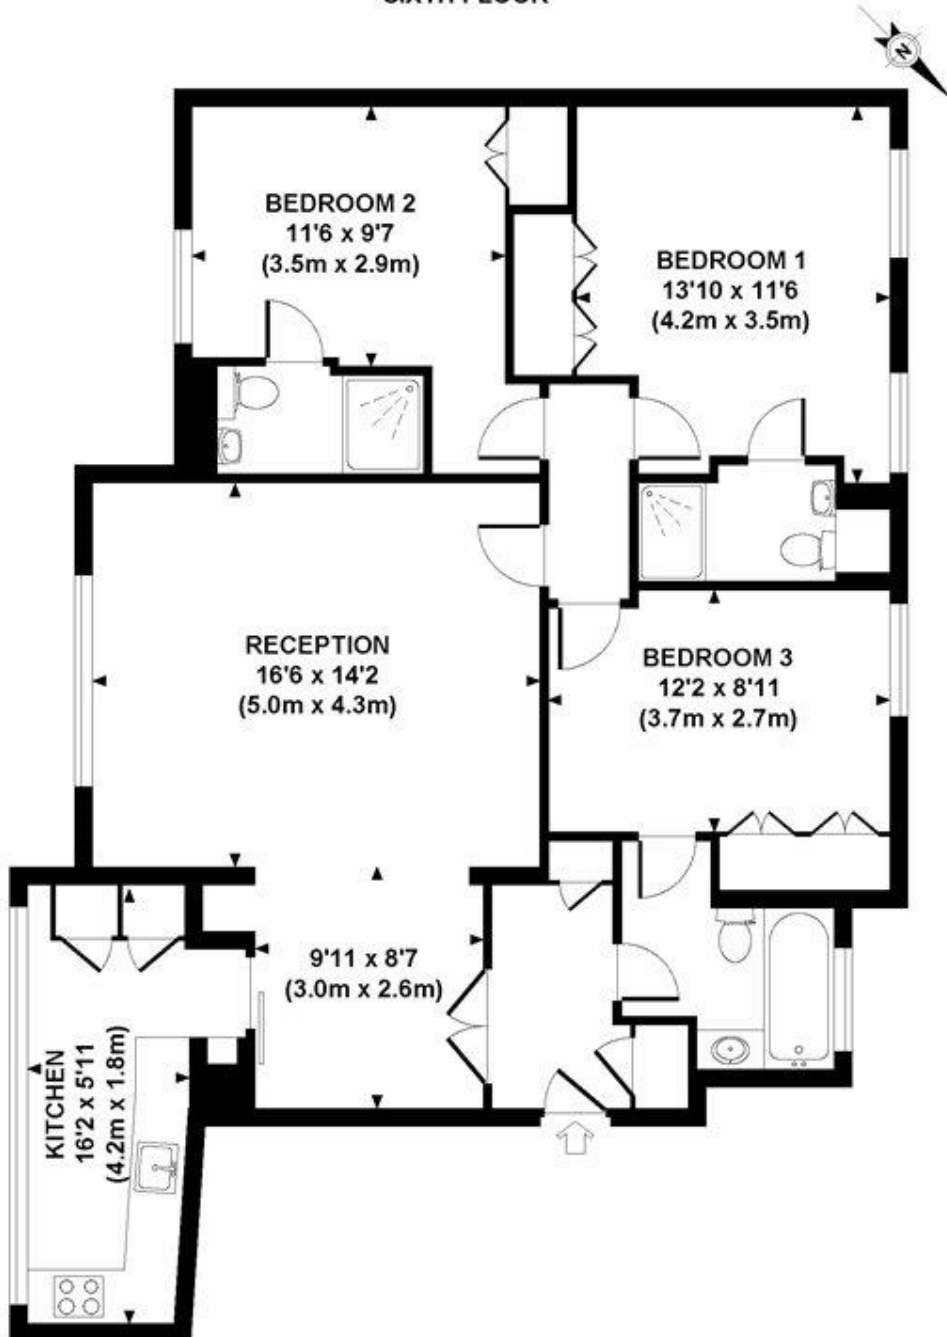 N
BEDROOM 2
11'6 x 9'7
(3.5m x 2.9m)
BEDROOM 1
13'10 x 11'6
(4.2m x 3.5m)
RECEPTION
16'6 x 14'2
(5.0m x 4.3m)
BEDROOM 3
12'2 x 8'11
(3.7m x 2.7m)
9'11 x 8'7
(3.0m x 2.6m)
KITCHEN
16'2 x 5'11
(4.2m x 1.8m)